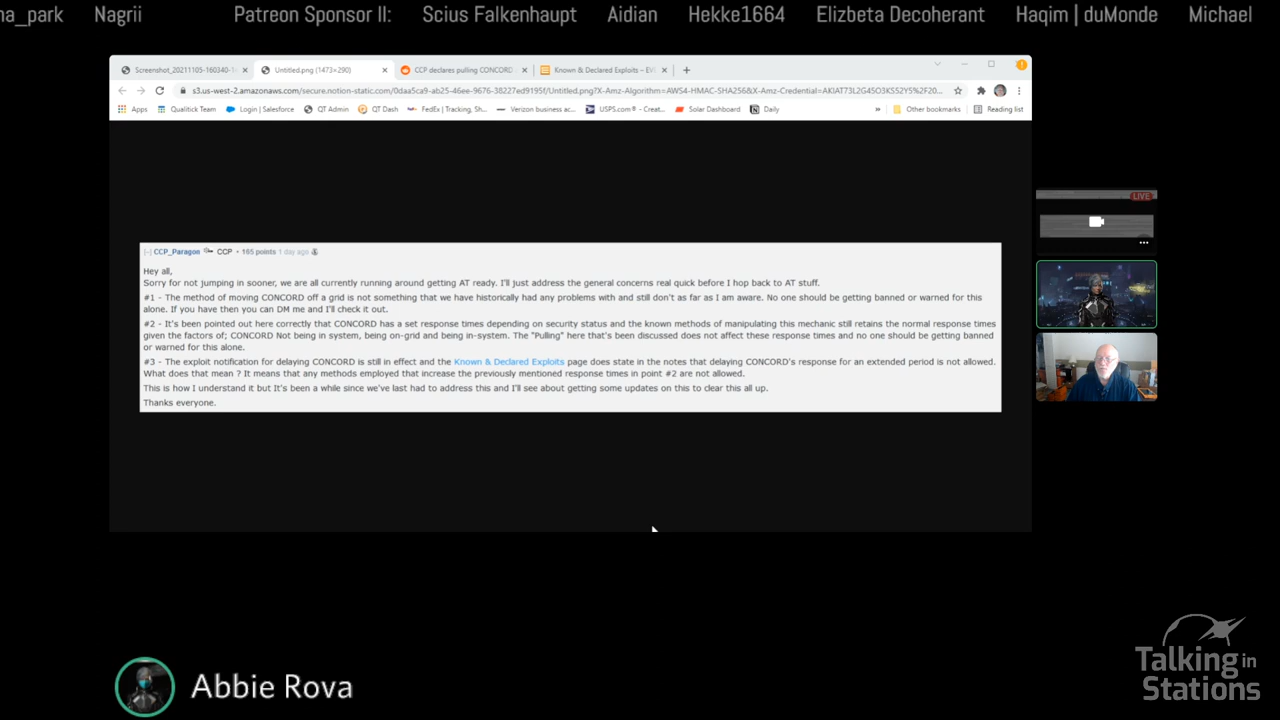 na_park Nagrii Patreon Sponsor II: Scius Falkenhaupt Aidian Hekke1664 Elizbeta Decoherant Haqim | duMonde Michael
Screenshot_20211105-160340-1 Untitled.png (1473×290) CCP declares pulling CONCORD Known & Declared Exploits – EV
s3.us-west-2.amazonaws.com/secure.notion-static.com/0daa5ca9-ab25-46ee-9676-38227ed9195f/Untitled.png?X-Amz-Algorithm=AWS4-HMAC-SHA256&X-Amz-Credential=AKIAT73L2G45O3KS52Y5%2F20...
Apps Qualitick Team Login | Salesforce QT Admin QT Dash FedEx | Tracking, Sh... Verizon business ac... USPS.com® - Creat... Solar Dashboard Daily » Other bookmarks Reading list
[-] CCP_Paragon CCP • 165 points 1 day ago
Hey all,
Sorry for not jumping in sooner, we are all currently running around getting AT ready. I'll just address the general concerns real quick before I hop back to AT stuff.
#1 - The method of moving CONCORD off a grid is not something that we have historically had any problems with and still don't as far as I am aware. No one should be getting banned or warned for this
alone. If you have then you can DM me and I'll check it out.
#2 - It's been pointed out here correctly that CONCORD has a set response times depending on security status and the known methods of manipulating this mechanic still retains the normal response times
given the factors of; CONCORD Not being in system, being on-grid and being in-system. The "Pulling" here that's been discussed does not affect these response times and no one should be getting banned
or warned for this alone.
#3 - The exploit notification for delaying CONCORD is still in effect and the Known & Declared Exploits page does state in the notes that delaying CONCORD's response for an extended period is not allowed.
What does that mean ? It means that any methods employed that increase the previously mentioned response times in point #2 are not allowed.
This is how I understand it but It's been a while since we've last had to address this and I'll see about getting some updates on this to clear this all up.
Thanks everyone.
LIVE
Abbie Rova
Talking in
Stations